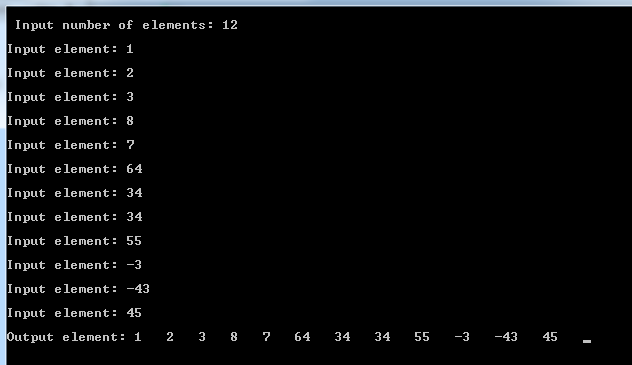 Input number of elements: 12
Input element: 1
Input element: 2
Input element: 3
Input element: 8
Input element: 7
Input element: 64
Input element: 34
Input element: 34
Input element: 55
Input element: -3
Input element: -43
Input element: 45
Output element: 1 2 3 8 7 64 34 34 55 -3 -43 45 _